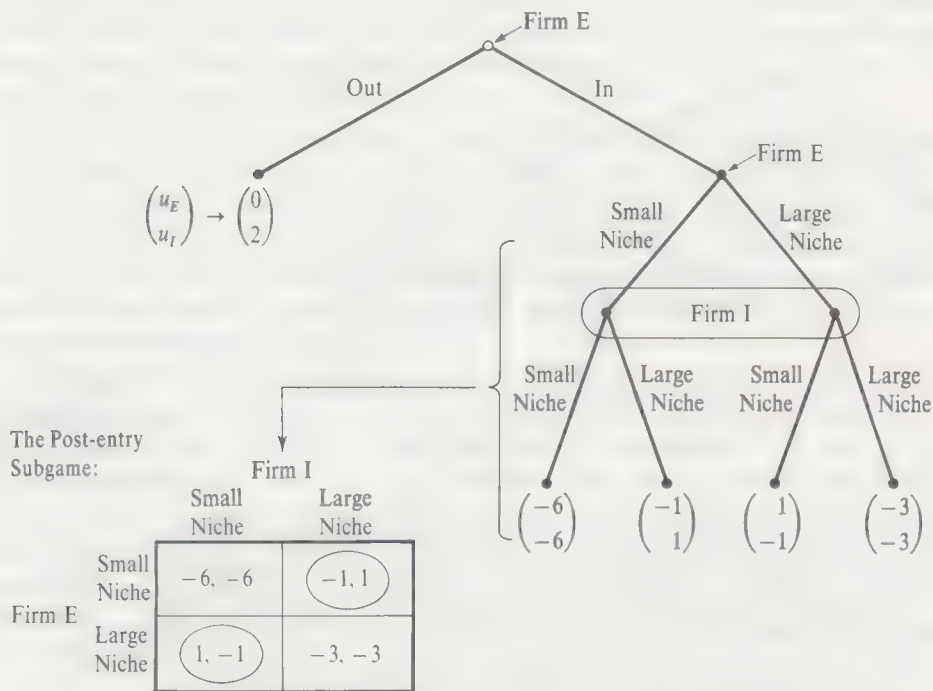 Firm E
Out
In
Firm E
(u_E u_I) → (0 2)
Small Niche
Large Niche
Firm I
Small Niche
Large Niche
Small Niche
Large Niche
(−6 −6)
(−1 1)
(1 −1)
(−3 −3)
The Post-entry
Subgame:
Firm I
Small Niche
Large Niche
Firm E
Small Niche
−6, −6
−1, 1
Large Niche
1, −1
−3, −3